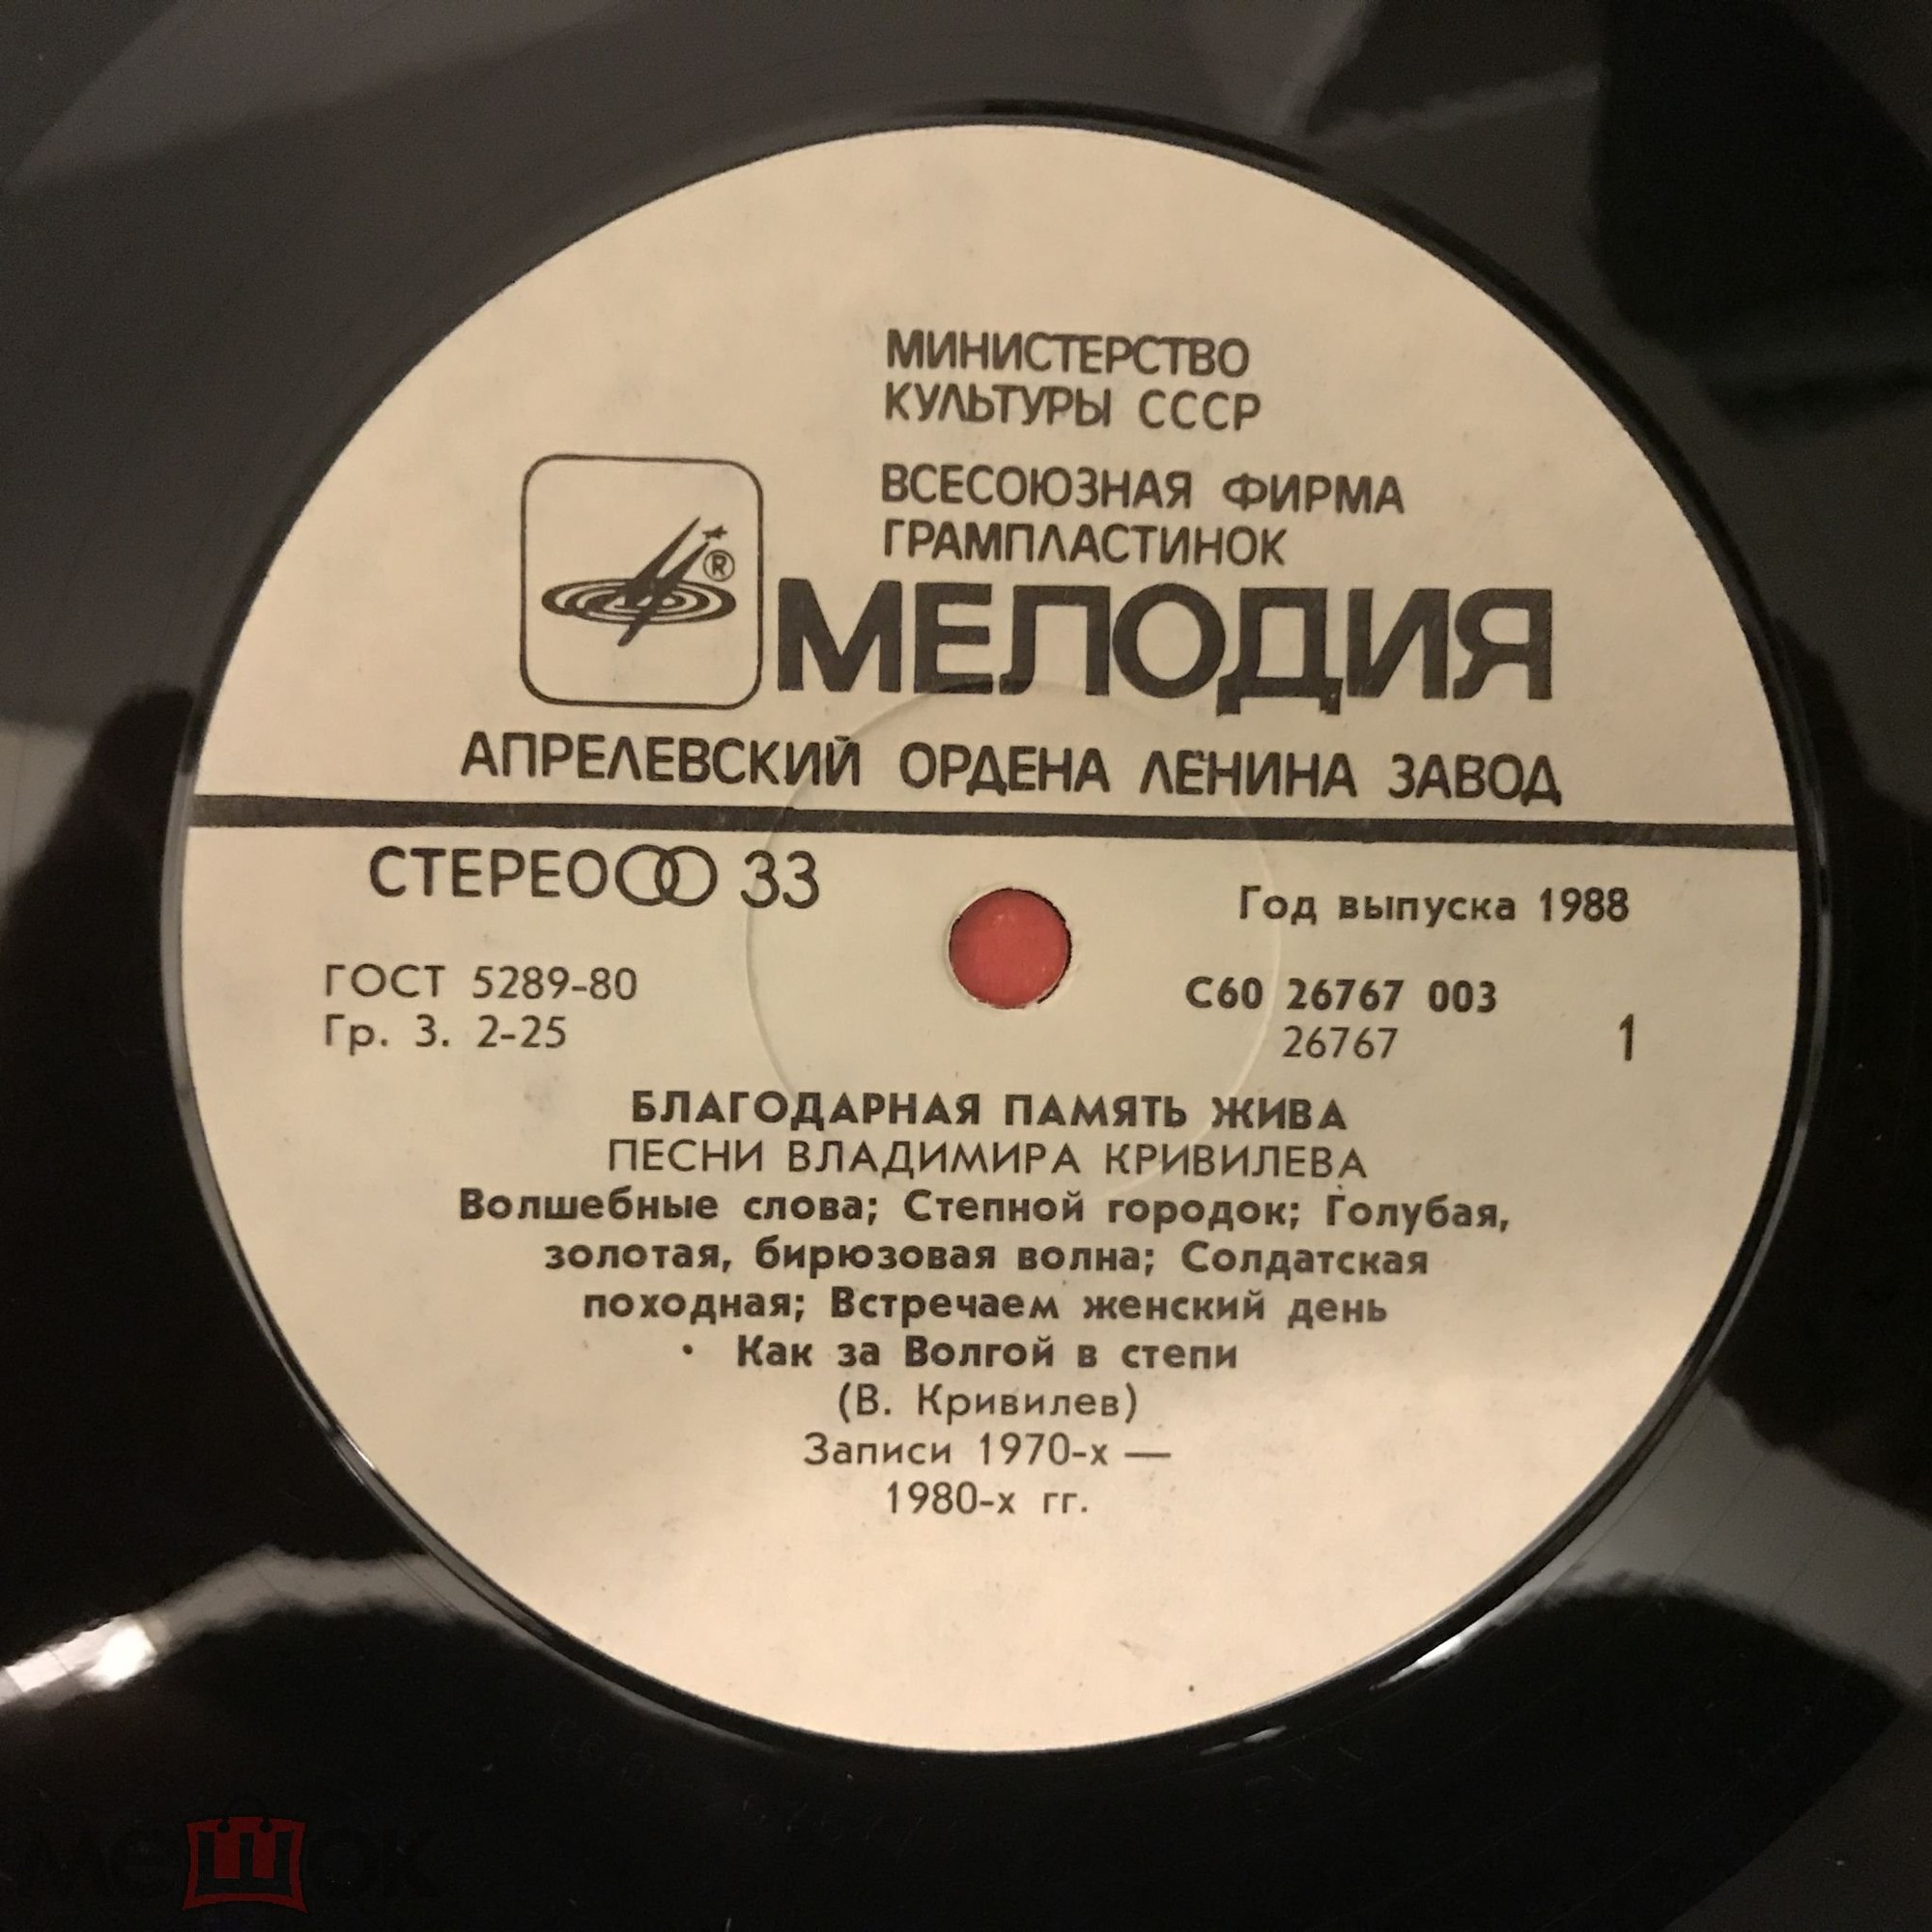 МИНИСТЕРСТВО
КУЛЬТУРЫ СССР
ВСЕСОЮЗНАЯ ФИРМА
ГРАМПЛАСТИНОК
®
МЕЛОДИЯ
АПРЕЛЕВСКИЙ ОРДЕНА ЛЕНИНА ЗАВОД
СТЕРЕО 33
Год выпуска 1988
ГОСТ 5289-80
Гр. 3. 2-25
С60 26767 003
26767
1
БЛАГОДАРНАЯ ПАМЯТЬ ЖИВА
ПЕСНИ ВЛАДИМИРА КРИВИЛЕВА
Волшебные слова; Степной городок; Голубая,
золотая, бирюзовая волна; Солдатская
походная; Встречаем женский день
• Как за Волгой в степи
(В. Кривилев)
Записи 1970-х —
1980-х гг.
мешок